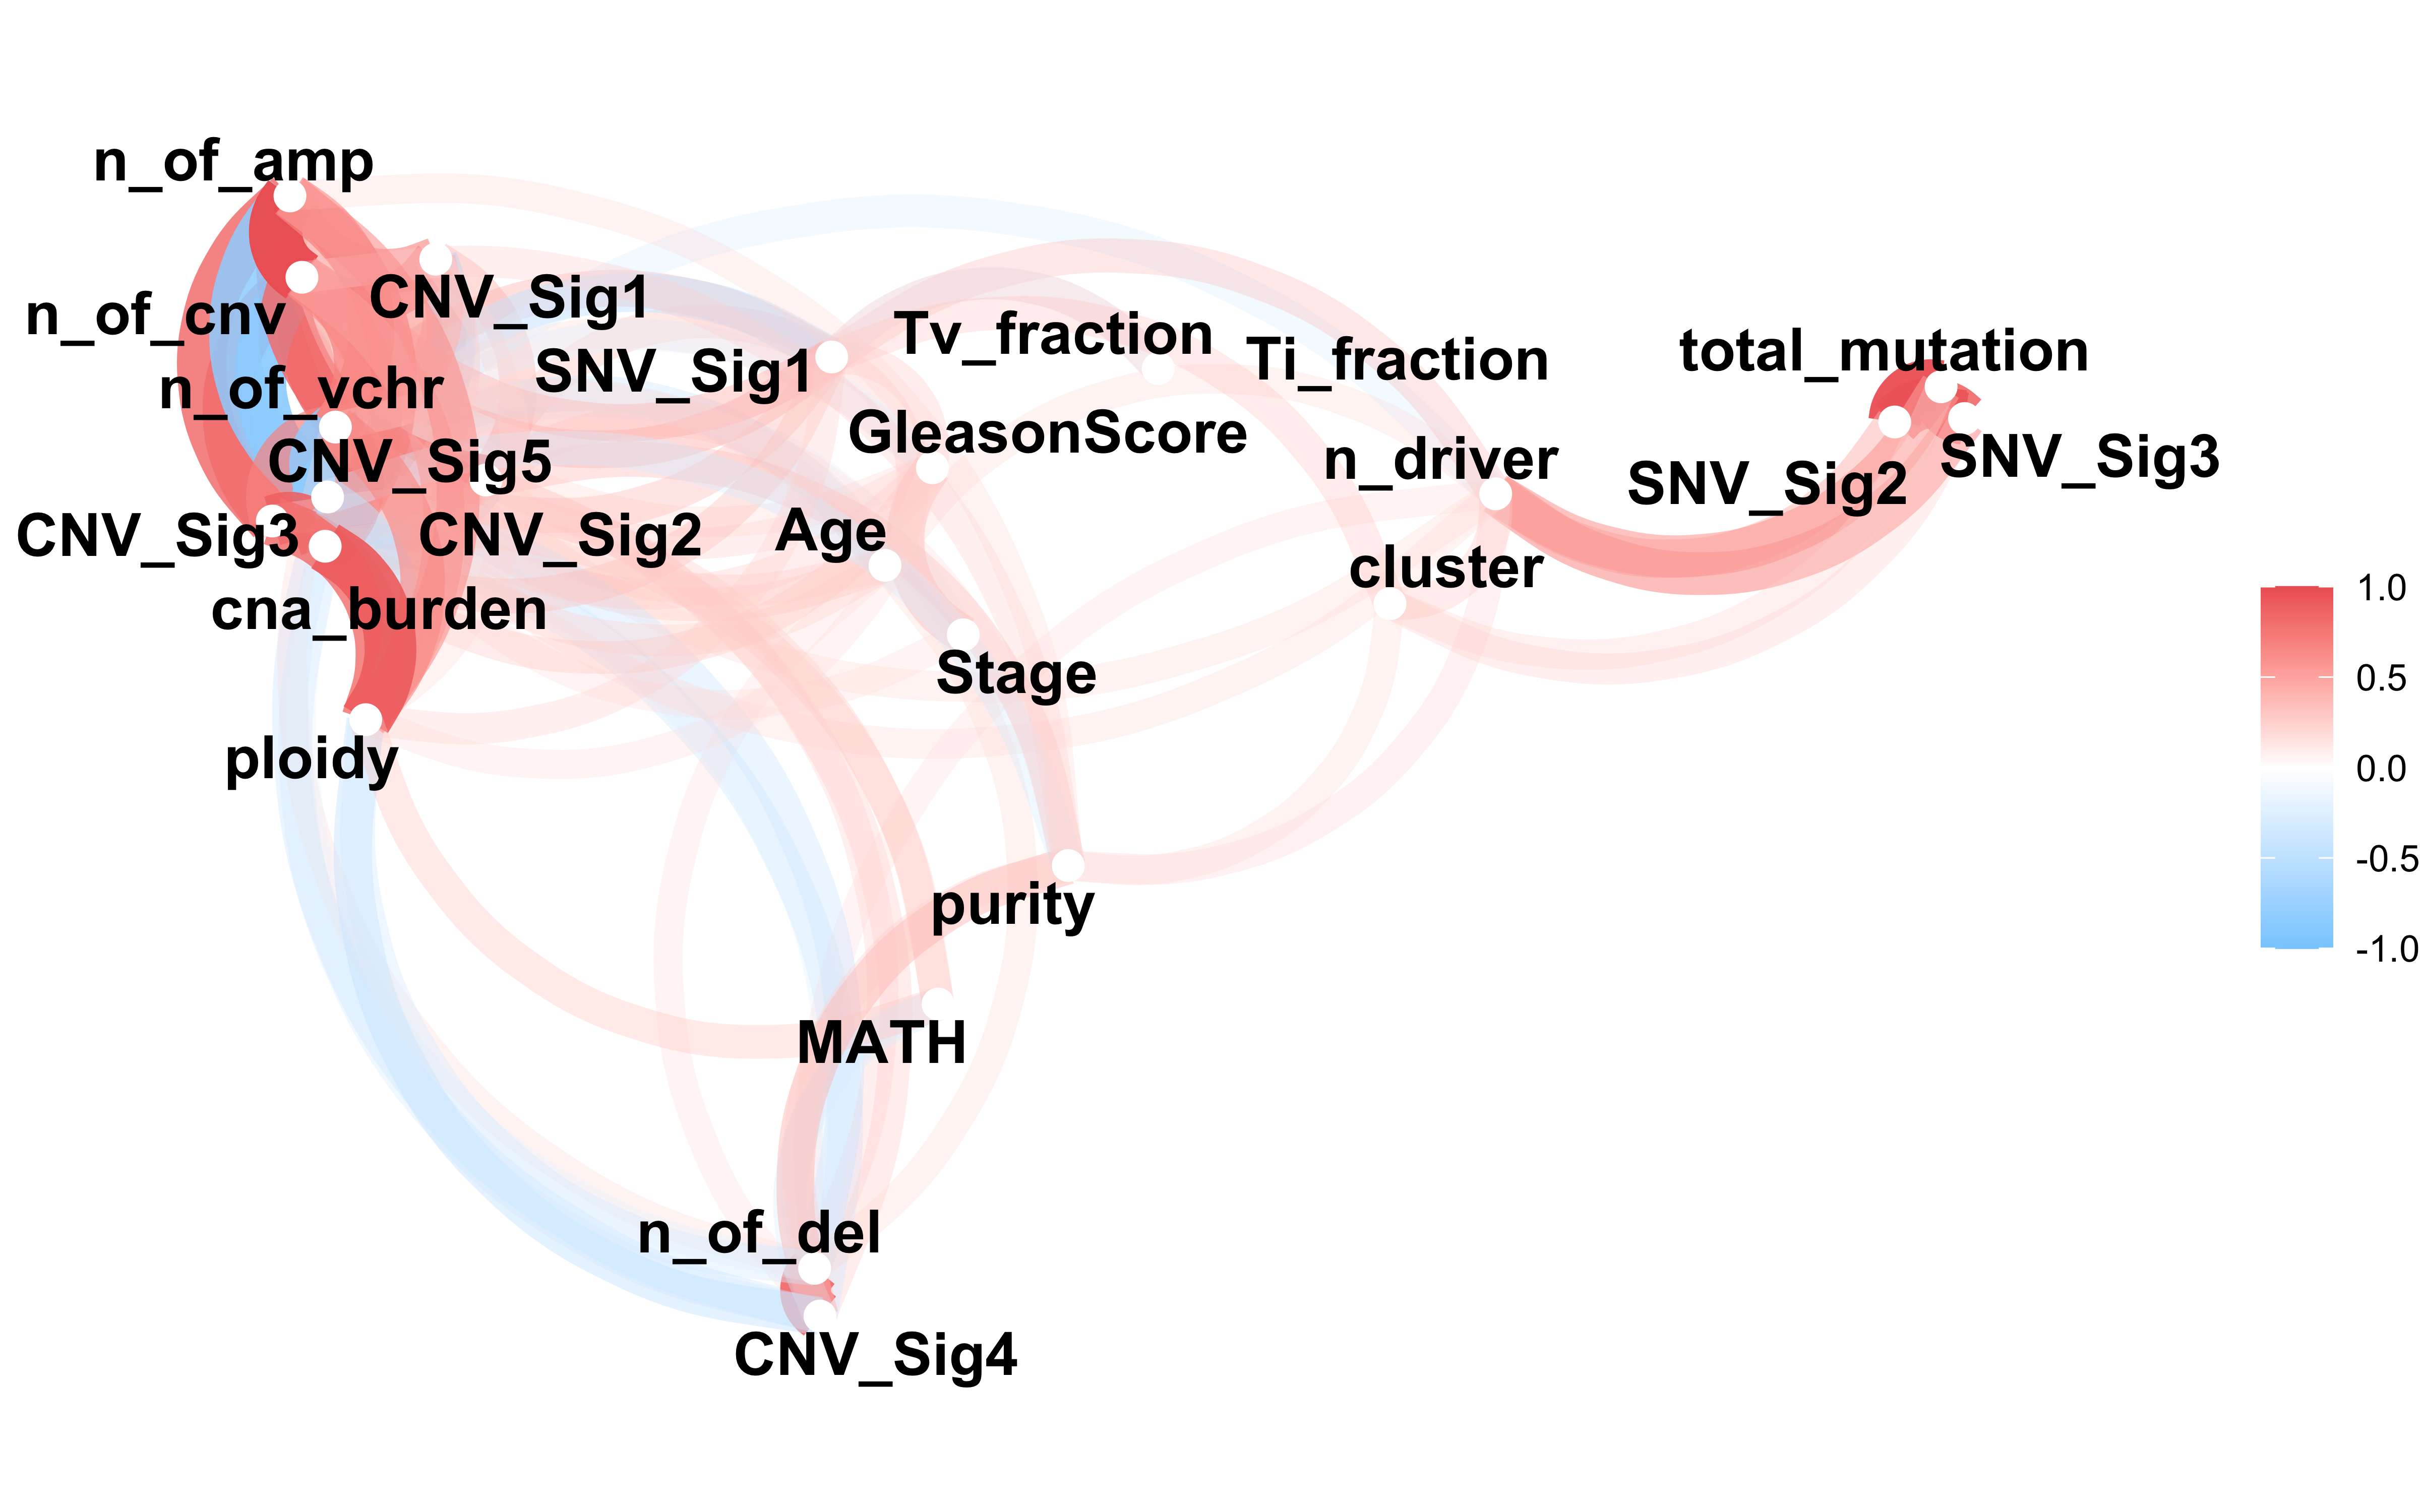 n_of_amp
n_of_cnv
CNV_Sig1
n_of_vchr
SNV_Sig1
Tv_fraction
Ti_fraction
total_mutation
CNV_Sig5
GleasonScore
n_driver
SNV_Sig2
SNV_Sig3
CNV_Sig3
CNV_Sig2
Age
cluster
cna_burden
Stage
ploidy
purity
MATH
n_of_del
CNV_Sig4
1.0
0.5
0.0
-0.5
-1.0